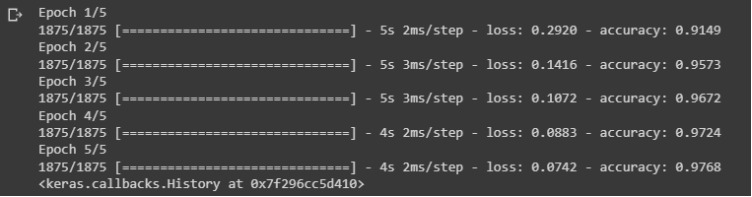 Epoch 1/5
1875/1875 [==============================] - 5s 2ms/step - loss: 0.2920 - accuracy: 0.9149
Epoch 2/5
1875/1875 [==============================] - 5s 3ms/step - loss: 0.1416 - accuracy: 0.9573
Epoch 3/5
1875/1875 [==============================] - 5s 3ms/step - loss: 0.1072 - accuracy: 0.9672
Epoch 4/5
1875/1875 [==============================] - 4s 2ms/step - loss: 0.0883 - accuracy: 0.9724
Epoch 5/5
1875/1875 [==============================] - 4s 2ms/step - loss: 0.0742 - accuracy: 0.9768
<keras.callbacks.History at 0x7f296cc5d410>